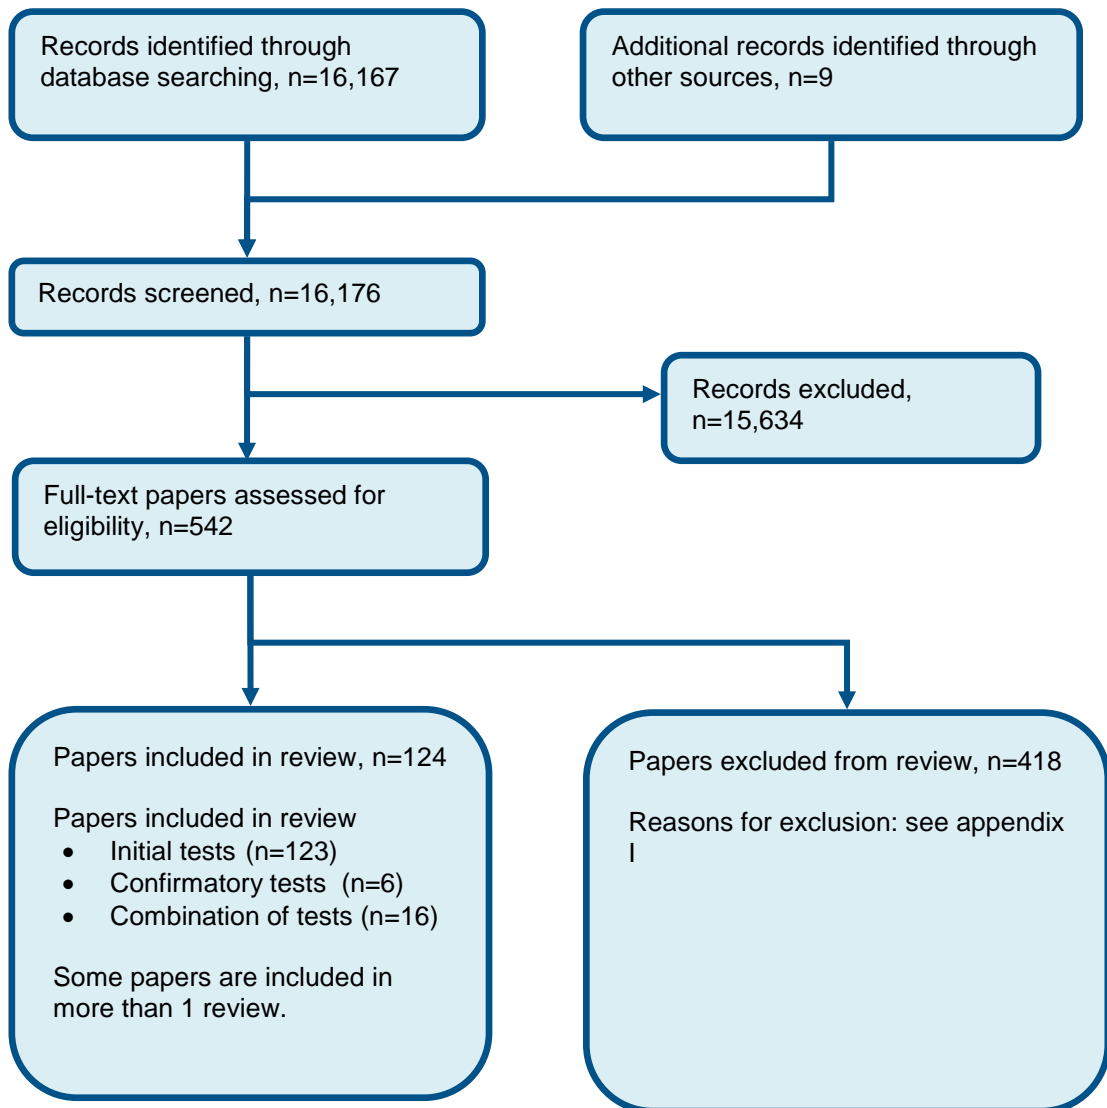 Records identified through
database searching, n=16,167
Additional records identified through
other sources, n=9
Records screened, n=16,176
Records excluded,
n=15,634
Full-text papers assessed for
eligibility, n=542
Papers included in review, n=124
Papers included in review
• Initial tests (n=123)
• Confirmatory tests (n=6)
• Combination of tests (n=16)
Some papers are included in
more than 1 review.
Papers excluded from review, n=418
Reasons for exclusion: see appendix
I